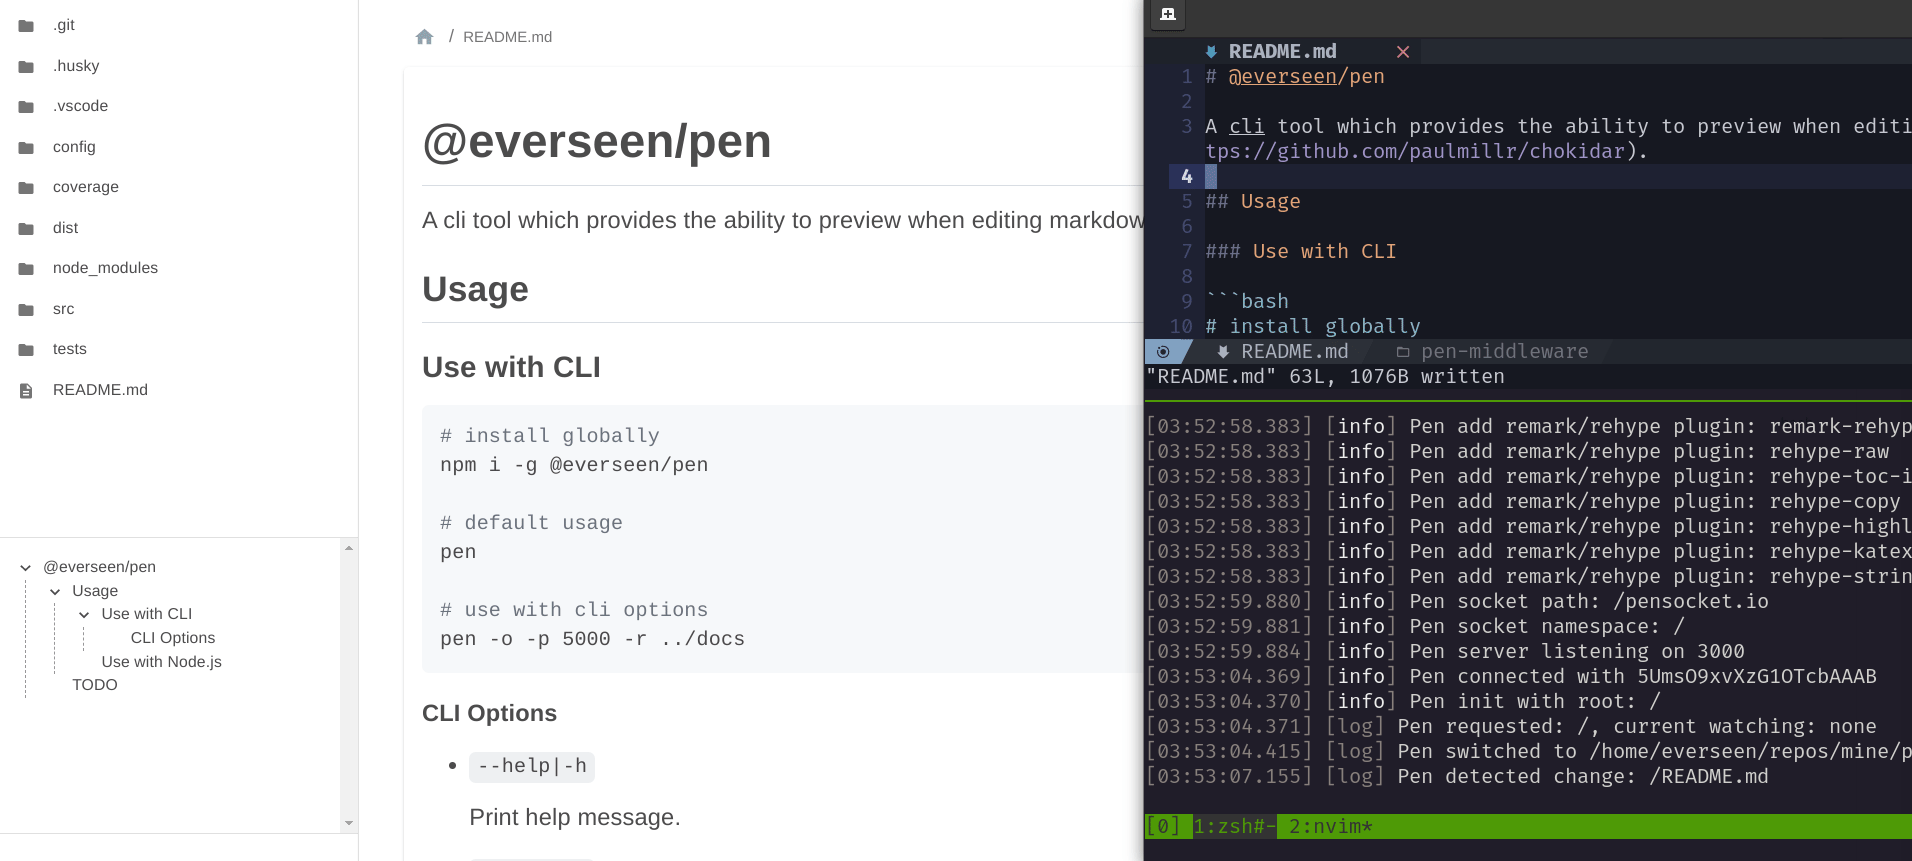 .git
.husky
.vscode
config
coverage
dist
node_modules
src
tests
README.md
@everseen/pen
Usage
Use with CLI
CLI Options
Use with Node.js
TODO
/ README.md
@everseen/pen
A cli tool which provides the ability to preview when editing markdow
Usage
Use with CLI
# install globally
npm i -g @everseen/pen
# default usage
pen
# use with cli options
pen -o -p 5000 -r ../docs
CLI Options
--help|-h
Print help message.
README.md
1 # @everseen/pen
2
3 A cli tool which provides the ability to preview when editi
tps://github.com/paulmillr/chokidar).
4
5 ## Usage
6
7 ### Use with CLI
8
9 ```bash
10 # install globally
README.md pen-middleware
"README.md" 63L, 1076B written
[03:52:58.383] [info] Pen add remark/rehype plugin: remark-rehyp
[03:52:58.383] [info] Pen add remark/rehype plugin: rehype-raw
[03:52:58.383] [info] Pen add remark/rehype plugin: rehype-toc-i
[03:52:58.383] [info] Pen add remark/rehype plugin: rehype-copy
[03:52:58.383] [info] Pen add remark/rehype plugin: rehype-highl
[03:52:58.383] [info] Pen add remark/rehype plugin: rehype-katex
[03:52:58.383] [info] Pen add remark/rehype plugin: rehype-strin
[03:52:59.880] [info] Pen socket path: /pensocket.io
[03:52:59.881] [info] Pen socket namespace: /
[03:52:59.884] [info] Pen server listening on 3000
[03:53:04.369] [info] Pen connected with 5UmsO9xvXzG1OTcbAAAB
[03:53:04.370] [info] Pen init with root: /
[03:53:04.371] [log] Pen requested: /, current watching: none
[03:53:04.415] [log] Pen switched to /home/everseen/repos/mine/p
[03:53:07.155] [log] Pen detected change: /README.md
[0] 1:zsh#- 2:nvim*